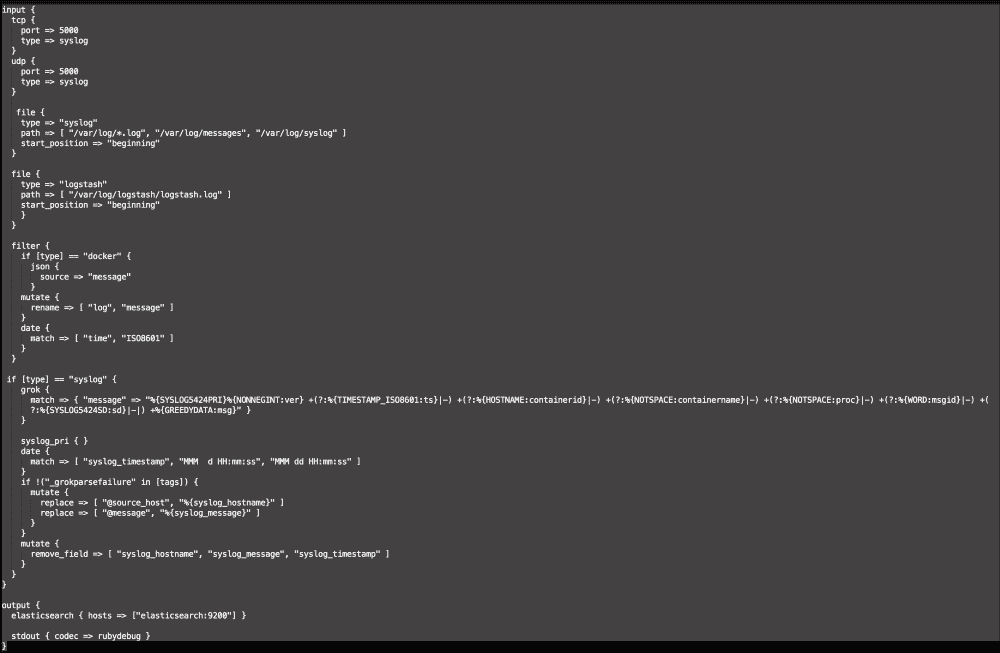 input {
  tcp {
    port => 5000
    type => syslog
  }
  udp {
    port => 5000
    type => syslog
  }

   file {
    type => "syslog"
    path => [ "/var/log/*.log", "/var/log/messages", "/var/log/syslog" ]
    start_position => "beginning"
  }

  file {
    type => "logstash"
    path => [ "/var/log/logstash/logstash.log" ]
    start_position => "beginning"
    }
  }

  filter {
    if [type] == "docker" {
      json {
        source => "message"
      }
    mutate {
      rename => [ "log", "message" ]
    }
    date {
      match => [ "time", "ISO8601" ]
    }
  }

 if [type] == "syslog" {
    grok {
      match => { "message" => "%{SYSLOG5424PRI}%{NONNEGINT:ver} +(?:%{TIMESTAMP_ISO8601:ts}|-) +(?:%{HOSTNAME:containerid}|-) +(?:%{NOTSPACE:containername}|-) +(?:%{NOTSPACE:proc}|-) +(?:%{WORD:msgid}|-) +(
      ?:%{SYSLOG5424SD:sd}|-|) +%{GREEDYDATA:msg}" }
    }

    syslog_pri { }
    date {
      match => [ "syslog_timestamp", "MMM  d HH:mm:ss", "MMM dd HH:mm:ss" ]
    }
    if !("_grokparsefailure" in [tags]) {
      mutate {
        replace => [ "@source_host", "%{syslog_hostname}" ]
        replace => [ "@message", "%{syslog_message}" ]
      }
    }
    mutate {
      remove_field => [ "syslog_hostname", "syslog_message", "syslog_timestamp" ]
    }
  }
}

output {
  elasticsearch { hosts => ["elasticsearch:9200"] }

  stdout { codec => rubydebug }
}